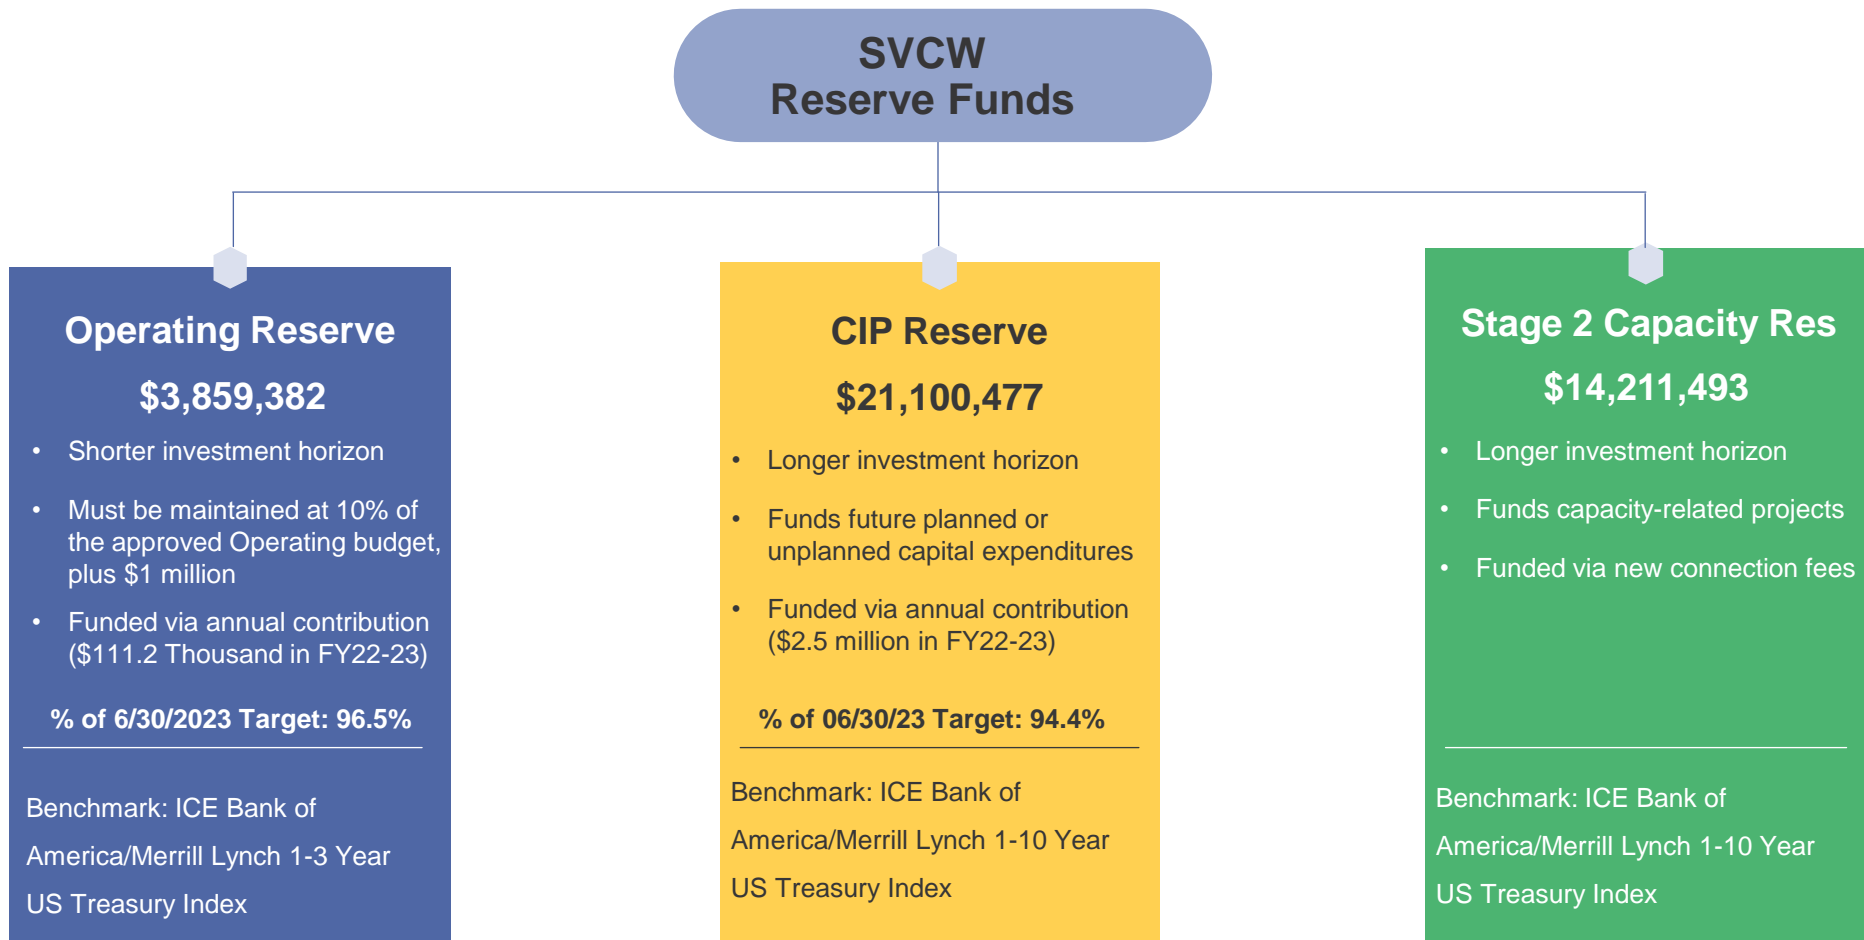 SVCW
Reserve Funds
Operating Reserve
$3,859,382
• Shorter investment horizon
• Must be maintained at 10% of
the approved Operating budget,
plus $1 million
• Funded via annual contribution
($111.2 Thousand in FY22-23)
% of 6/30/2023 Target: 96.5%
Benchmark: ICE Bank of
America/Merrill Lynch 1-3 Year
US Treasury Index
CIP Reserve
$21,100,477
• Longer investment horizon
• Funds future planned or
unplanned capital expenditures
• Funded via annual contribution
($2.5 million in FY22-23)
% of 06/30/23 Target: 94.4%
Benchmark: ICE Bank of
America/Merrill Lynch 1-10 Year
US Treasury Index
Stage 2 Capacity Res
$14,211,493
• Longer investment horizon
• Funds capacity-related projects
• Funded via new connection fees
Benchmark: ICE Bank of
America/Merrill Lynch 1-10 Year
US Treasury Index